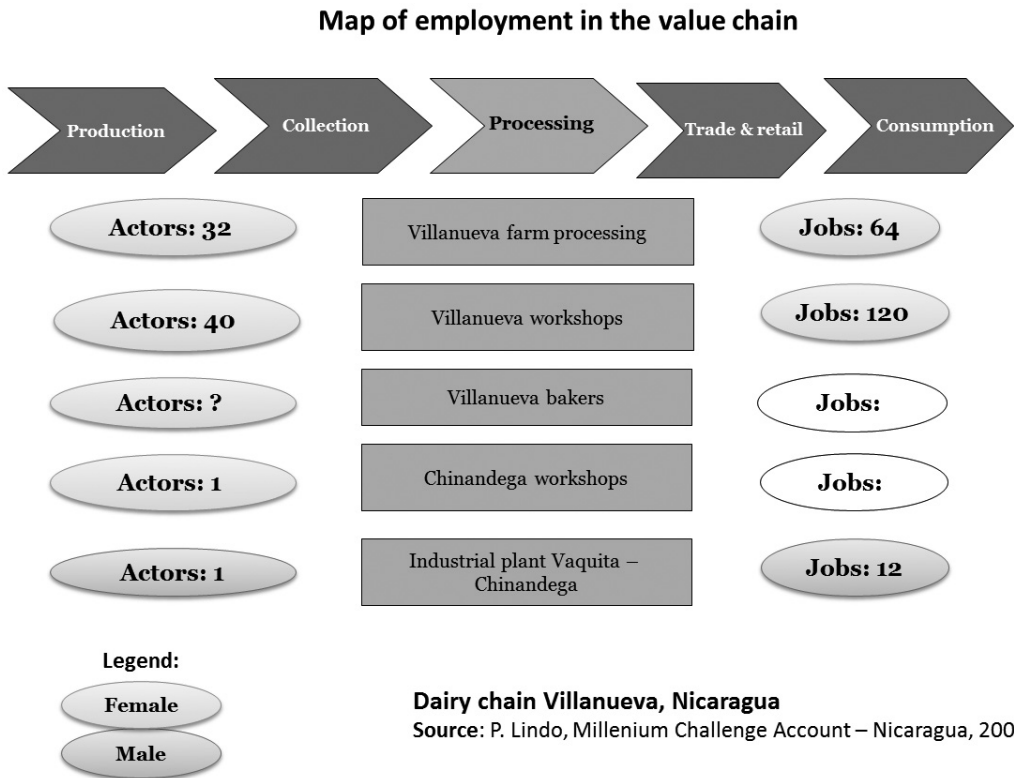 Map of employment in the value chain
Production
Collection
Processing
Trade & retail
Consumption
Actors: 32
Villanueva farm processing
Jobs: 64
Actors: 40
Villanueva workshops
Jobs: 120
Actors: ?
Villanueva bakers
Jobs:
Actors: 1
Chinandega workshops
Jobs:
Actors: 1
Industrial plant Vaquita –
Chinandega
Jobs: 12
Legend:
Female
Male
Dairy chain Villanueva, Nicaragua
Source: P. Lindo, Millenium Challenge Account – Nicaragua, 200